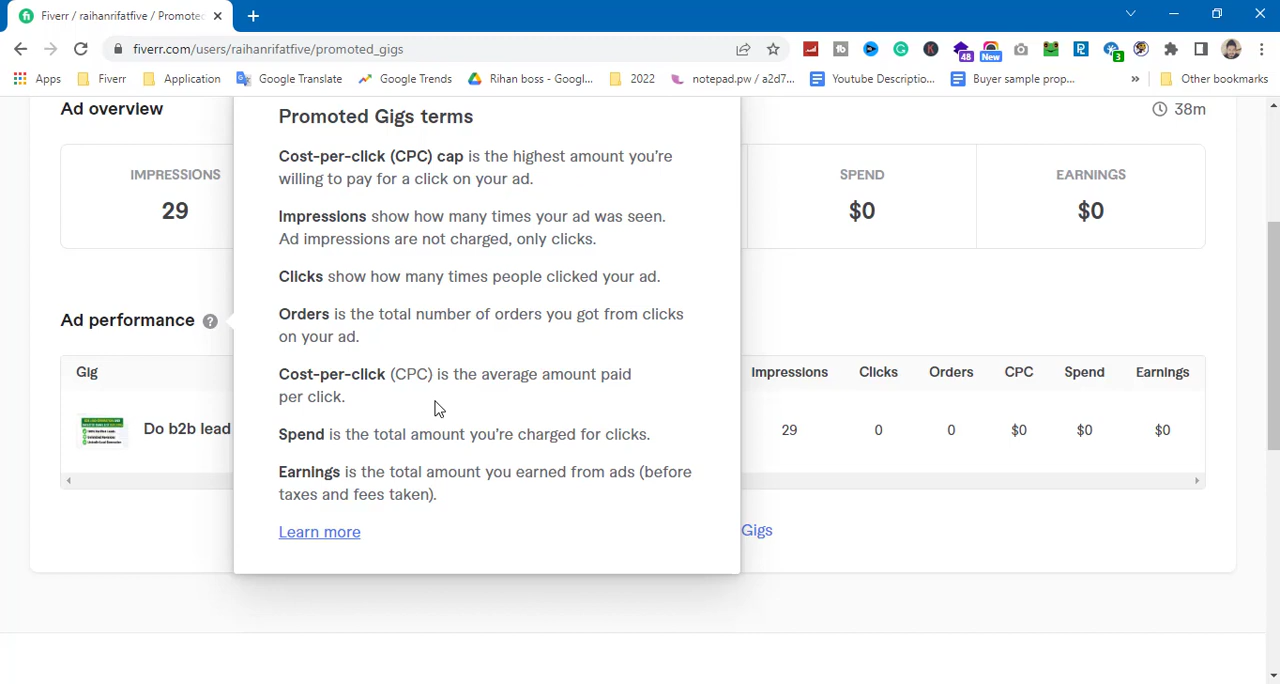 Fiverr / raihanrifatfive / Promoted
fiverr.com/users/raihanrifatfive/promoted_gigs
48
New
3
Apps
Fiverr
Application
Google Translate
Google Trends
Rihan boss - Googl...
2022
notepad.pw / a2d7...
Youtube Descriptio...
Buyer sample prop...
»
Other bookmarks
Ad overview
38m
IMPRESSIONS
29
SPEND
$0
EARNINGS
$0
Promoted Gigs terms
Cost-per-click (CPC) cap is the highest amount you’re
willing to pay for a click on your ad.
Impressions show how many times your ad was seen.
Ad impressions are not charged, only clicks.
Clicks show how many times people clicked your ad.
Orders is the total number of orders you got from clicks
on your ad.
Cost-per-click (CPC) is the average amount paid
per click.
Spend is the total amount you’re charged for clicks.
Earnings is the total amount you earned from ads (before
taxes and fees taken).
Learn more
Ad performance ?
Gig
Impressions Clicks Orders CPC Spend Earnings
Do b2b lead
29 0 0 $0 $0 $0
Gigs